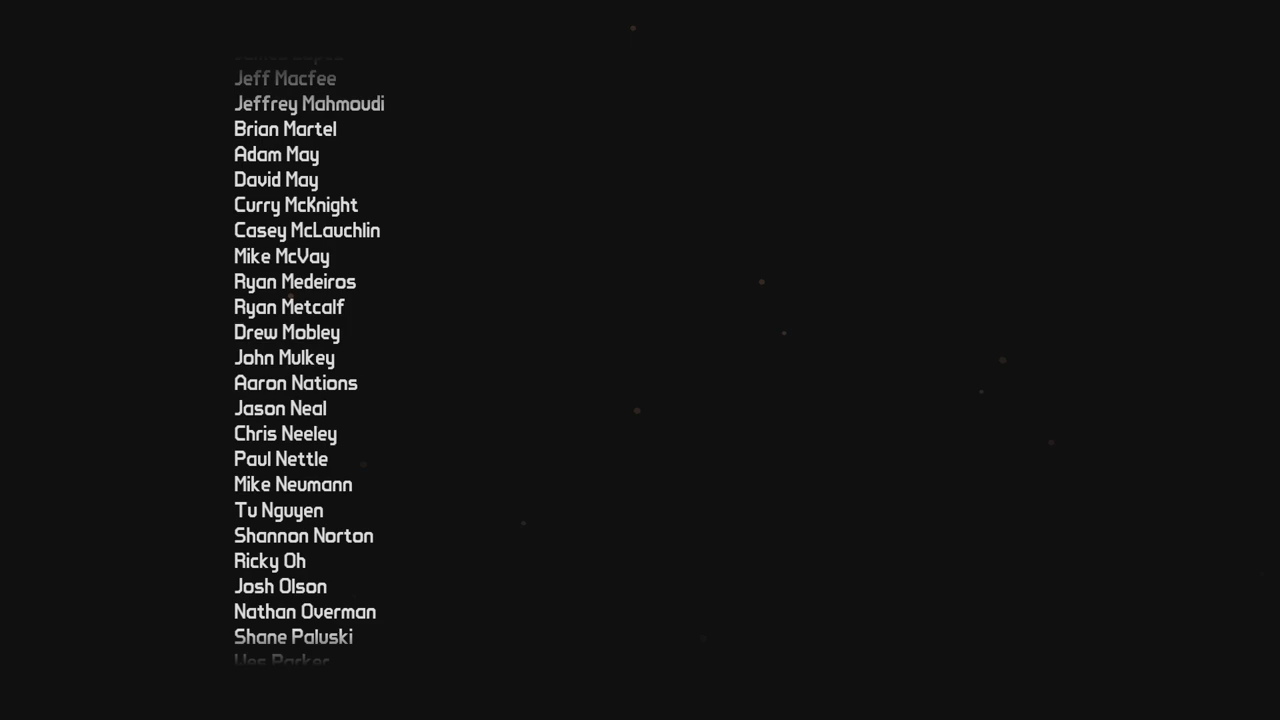 Jeff Macfee
Jeffrey Mahmoudi
Brian Martel
Adam May
David May
Curry McKnight
Casey McLauchlin
Mike McVay
Ryan Medeiros
Ryan Metcalf
Drew Mobley
John Mulkey
Aaron Nations
Jason Neal
Chris Neeley
Paul Nettle
Mike Neumann
Tu Nguyen
Shannon Norton
Ricky Oh
Josh Olson
Nathan Overman
Shane Paluski
Wes Parker